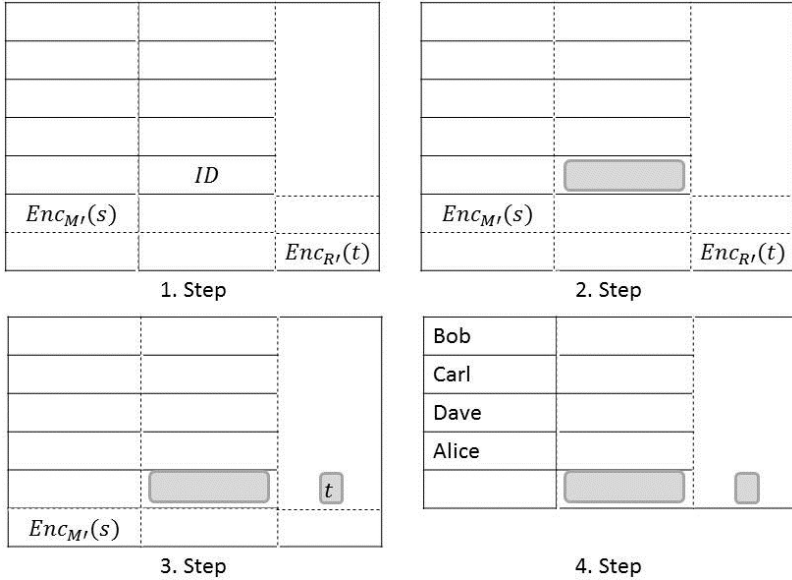 ID
Enc_{M′}(s)
Enc_{R′}(t)
1. Step
Enc_{M′}(s)
Enc_{R′}(t)
2. Step
t
Enc_{M′}(s)
3. Step
Bob
Carl
Dave
Alice
4. Step